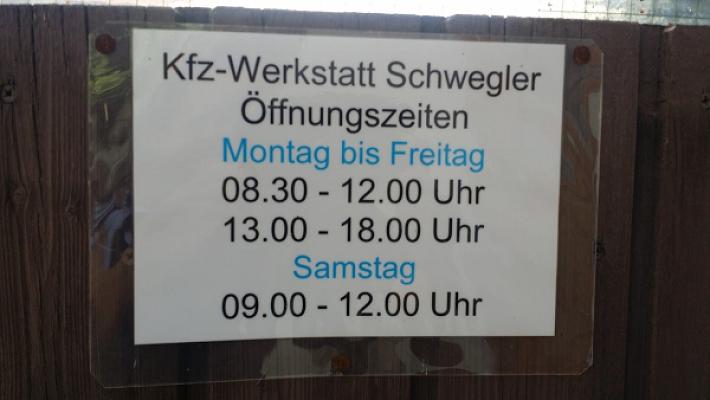 Kfz-Werkstatt Schwegler
Öffnungszeiten
Montag bis Freitag
08.30 - 12.00 Uhr
13.00 - 18.00 Uhr
Samstag
09.00 - 12.00 Uhr